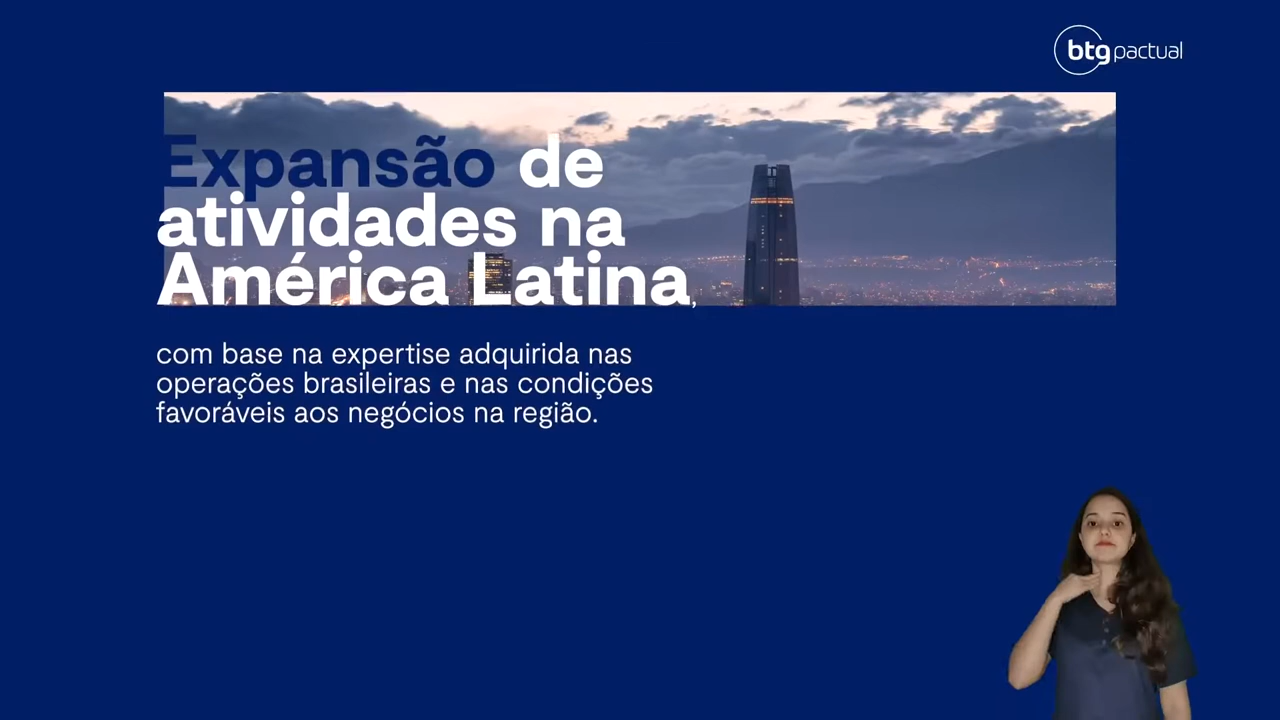 btg pactual
Expansão de
atividades na
América Latina,
com base na expertise adquirida nas
operações brasileiras e nas condições
favoráveis aos negócios na região.